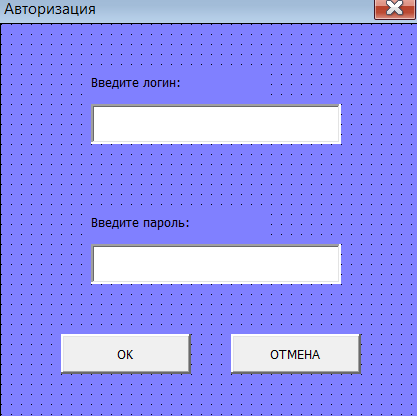 Авторизация
Введите логин:
Введите пароль:
ОК
ОТМЕНА